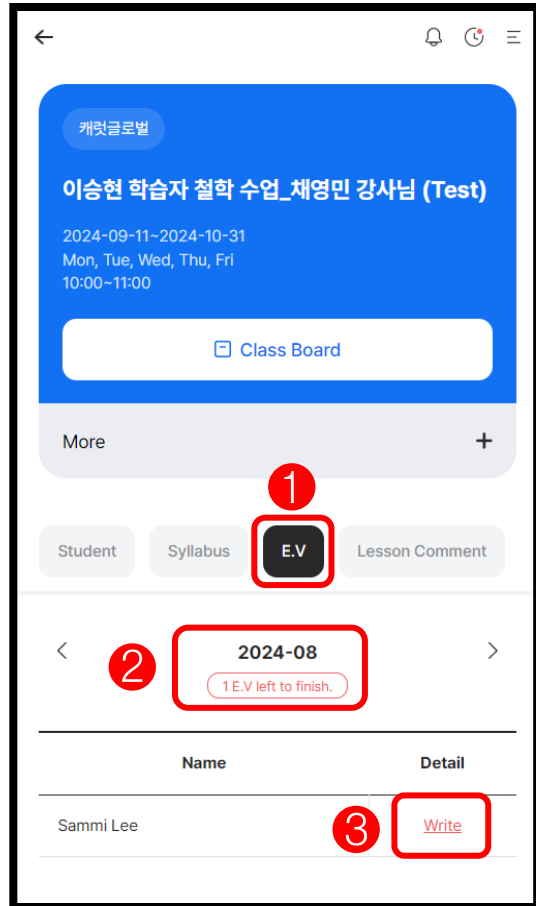 캐럿글로벌
이승현 학습자 철학 수업_채영민 강사님 (Test)
2024-09-11~2024-10-31
Mon, Tue, Wed, Thu, Fri
10:00~11:00
Class Board
More
1
Student Syllabus E.V Lesson Comment
2
2024-08
1 E.V left to finish.
Name Detail
Sammi Lee 3 Write